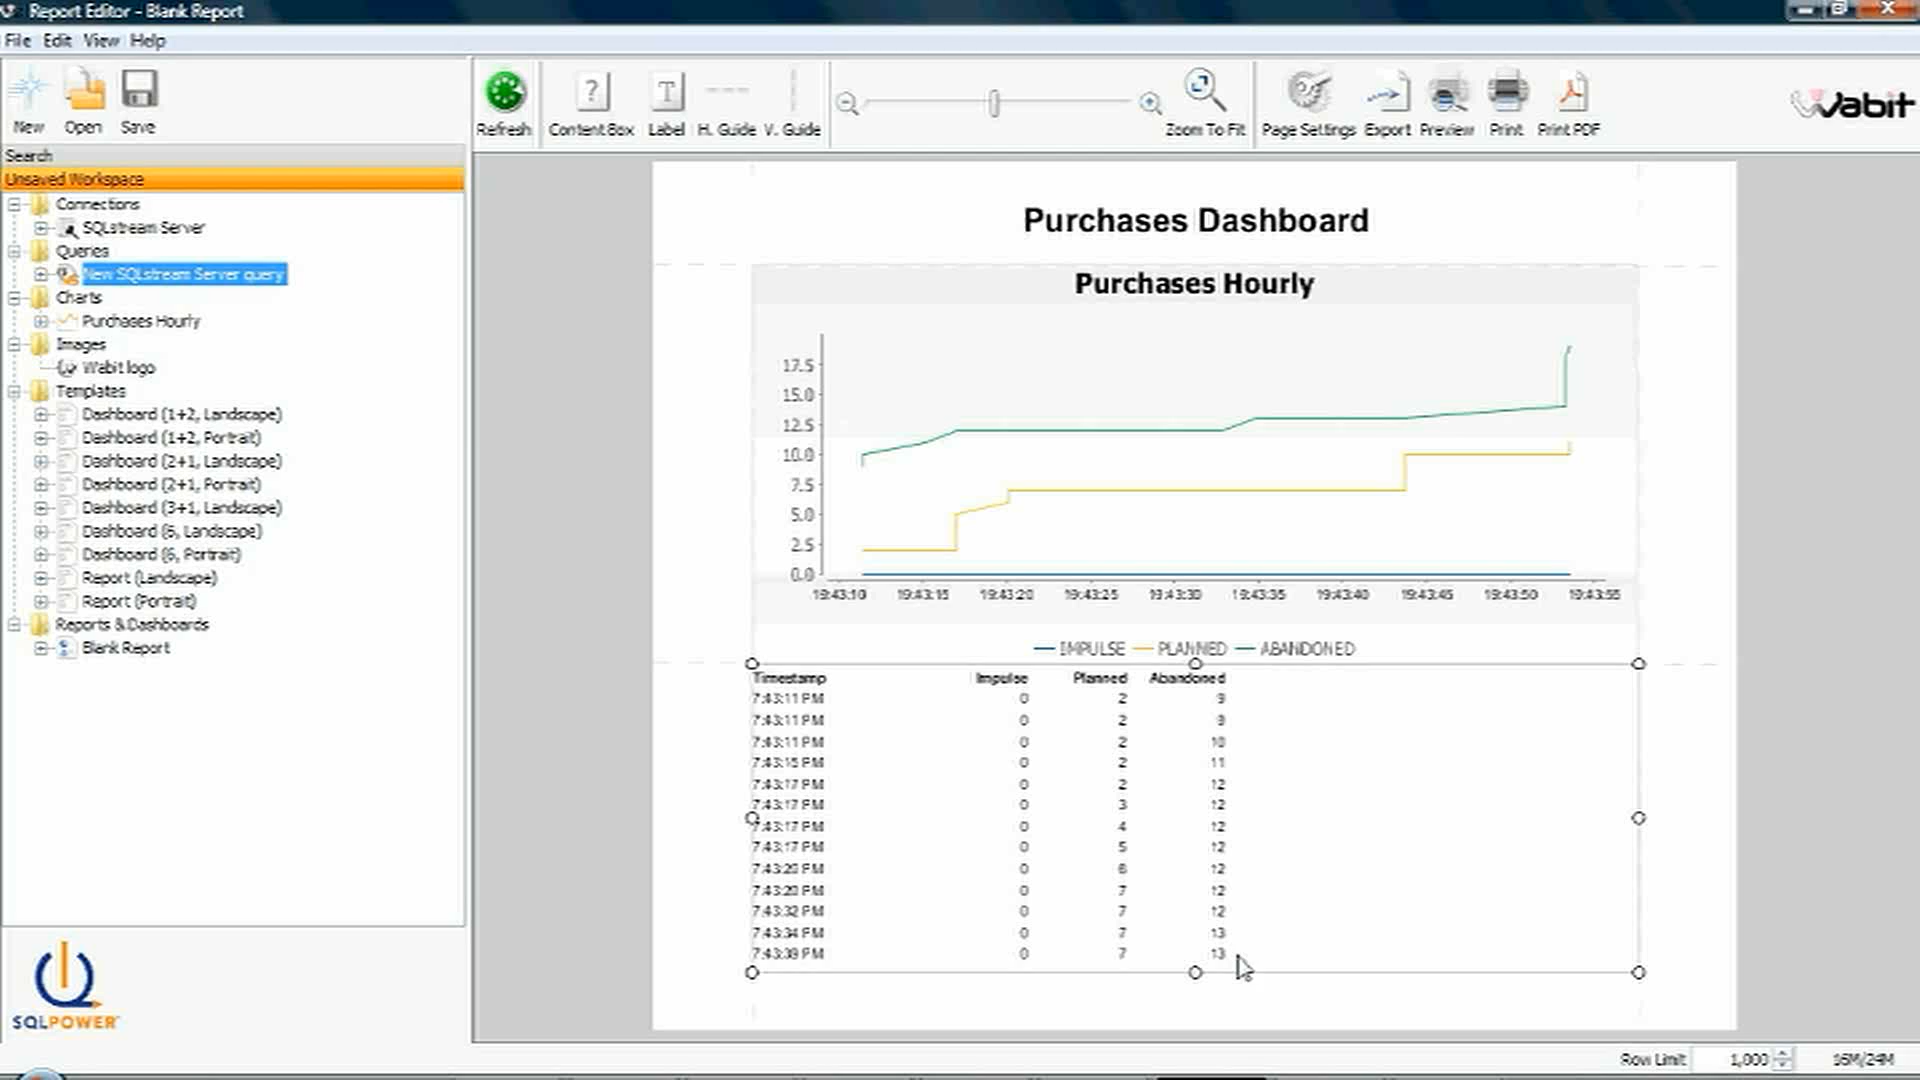 Report Editor - Blank Report
File Edit View Help
New Open Save
Refresh Content Box Label H. Guide V. Guide Zoom To Fit Page Settings Export Preview Print Print PDF
Wabit
Search
Unsaved Workspace
Connections
SQLstream Server
Queries
New SQLstream Server query
Charts
Purchases Hourly
Images
Wabit logo
Templates
Dashboard (1+2, Landscape)
Dashboard (1+2, Portrait)
Dashboard (2+1, Landscape)
Dashboard (2+1, Portrait)
Dashboard (3+1, Landscape)
Dashboard (6, Landscape)
Dashboard (6, Portrait)
Report (Landscape)
Report (Portrait)
Reports & Dashboards
Blank Report
SQLPOWER
Purchases Dashboard
Purchases Hourly
17.5
15.0
12.5
10.0
7.5
5.0
2.5
0.0
19:43:10 19:43:15 19:43:20 19:43:25 19:43:30 19:43:35 19:43:40 19:43:45 19:43:50 19:43:55
IMPULSE PLANNED ABANDONED
Timestamp Impulse Planned Abandoned
7:43:11 PM 0 2 9
7:43:11 PM 0 2 9
7:43:11 PM 0 2 10
7:43:15 PM 0 2 11
7:43:17 PM 0 2 12
7:43:17 PM 0 3 12
7:43:17 PM 0 4 12
7:43:17 PM 0 5 12
7:43:20 PM 0 6 12
7:43:20 PM 0 7 12
7:43:32 PM 0 7 12
7:43:34 PM 0 7 13
7:43:39 PM 0 7 13
Row Limit 1,000 16M/24M